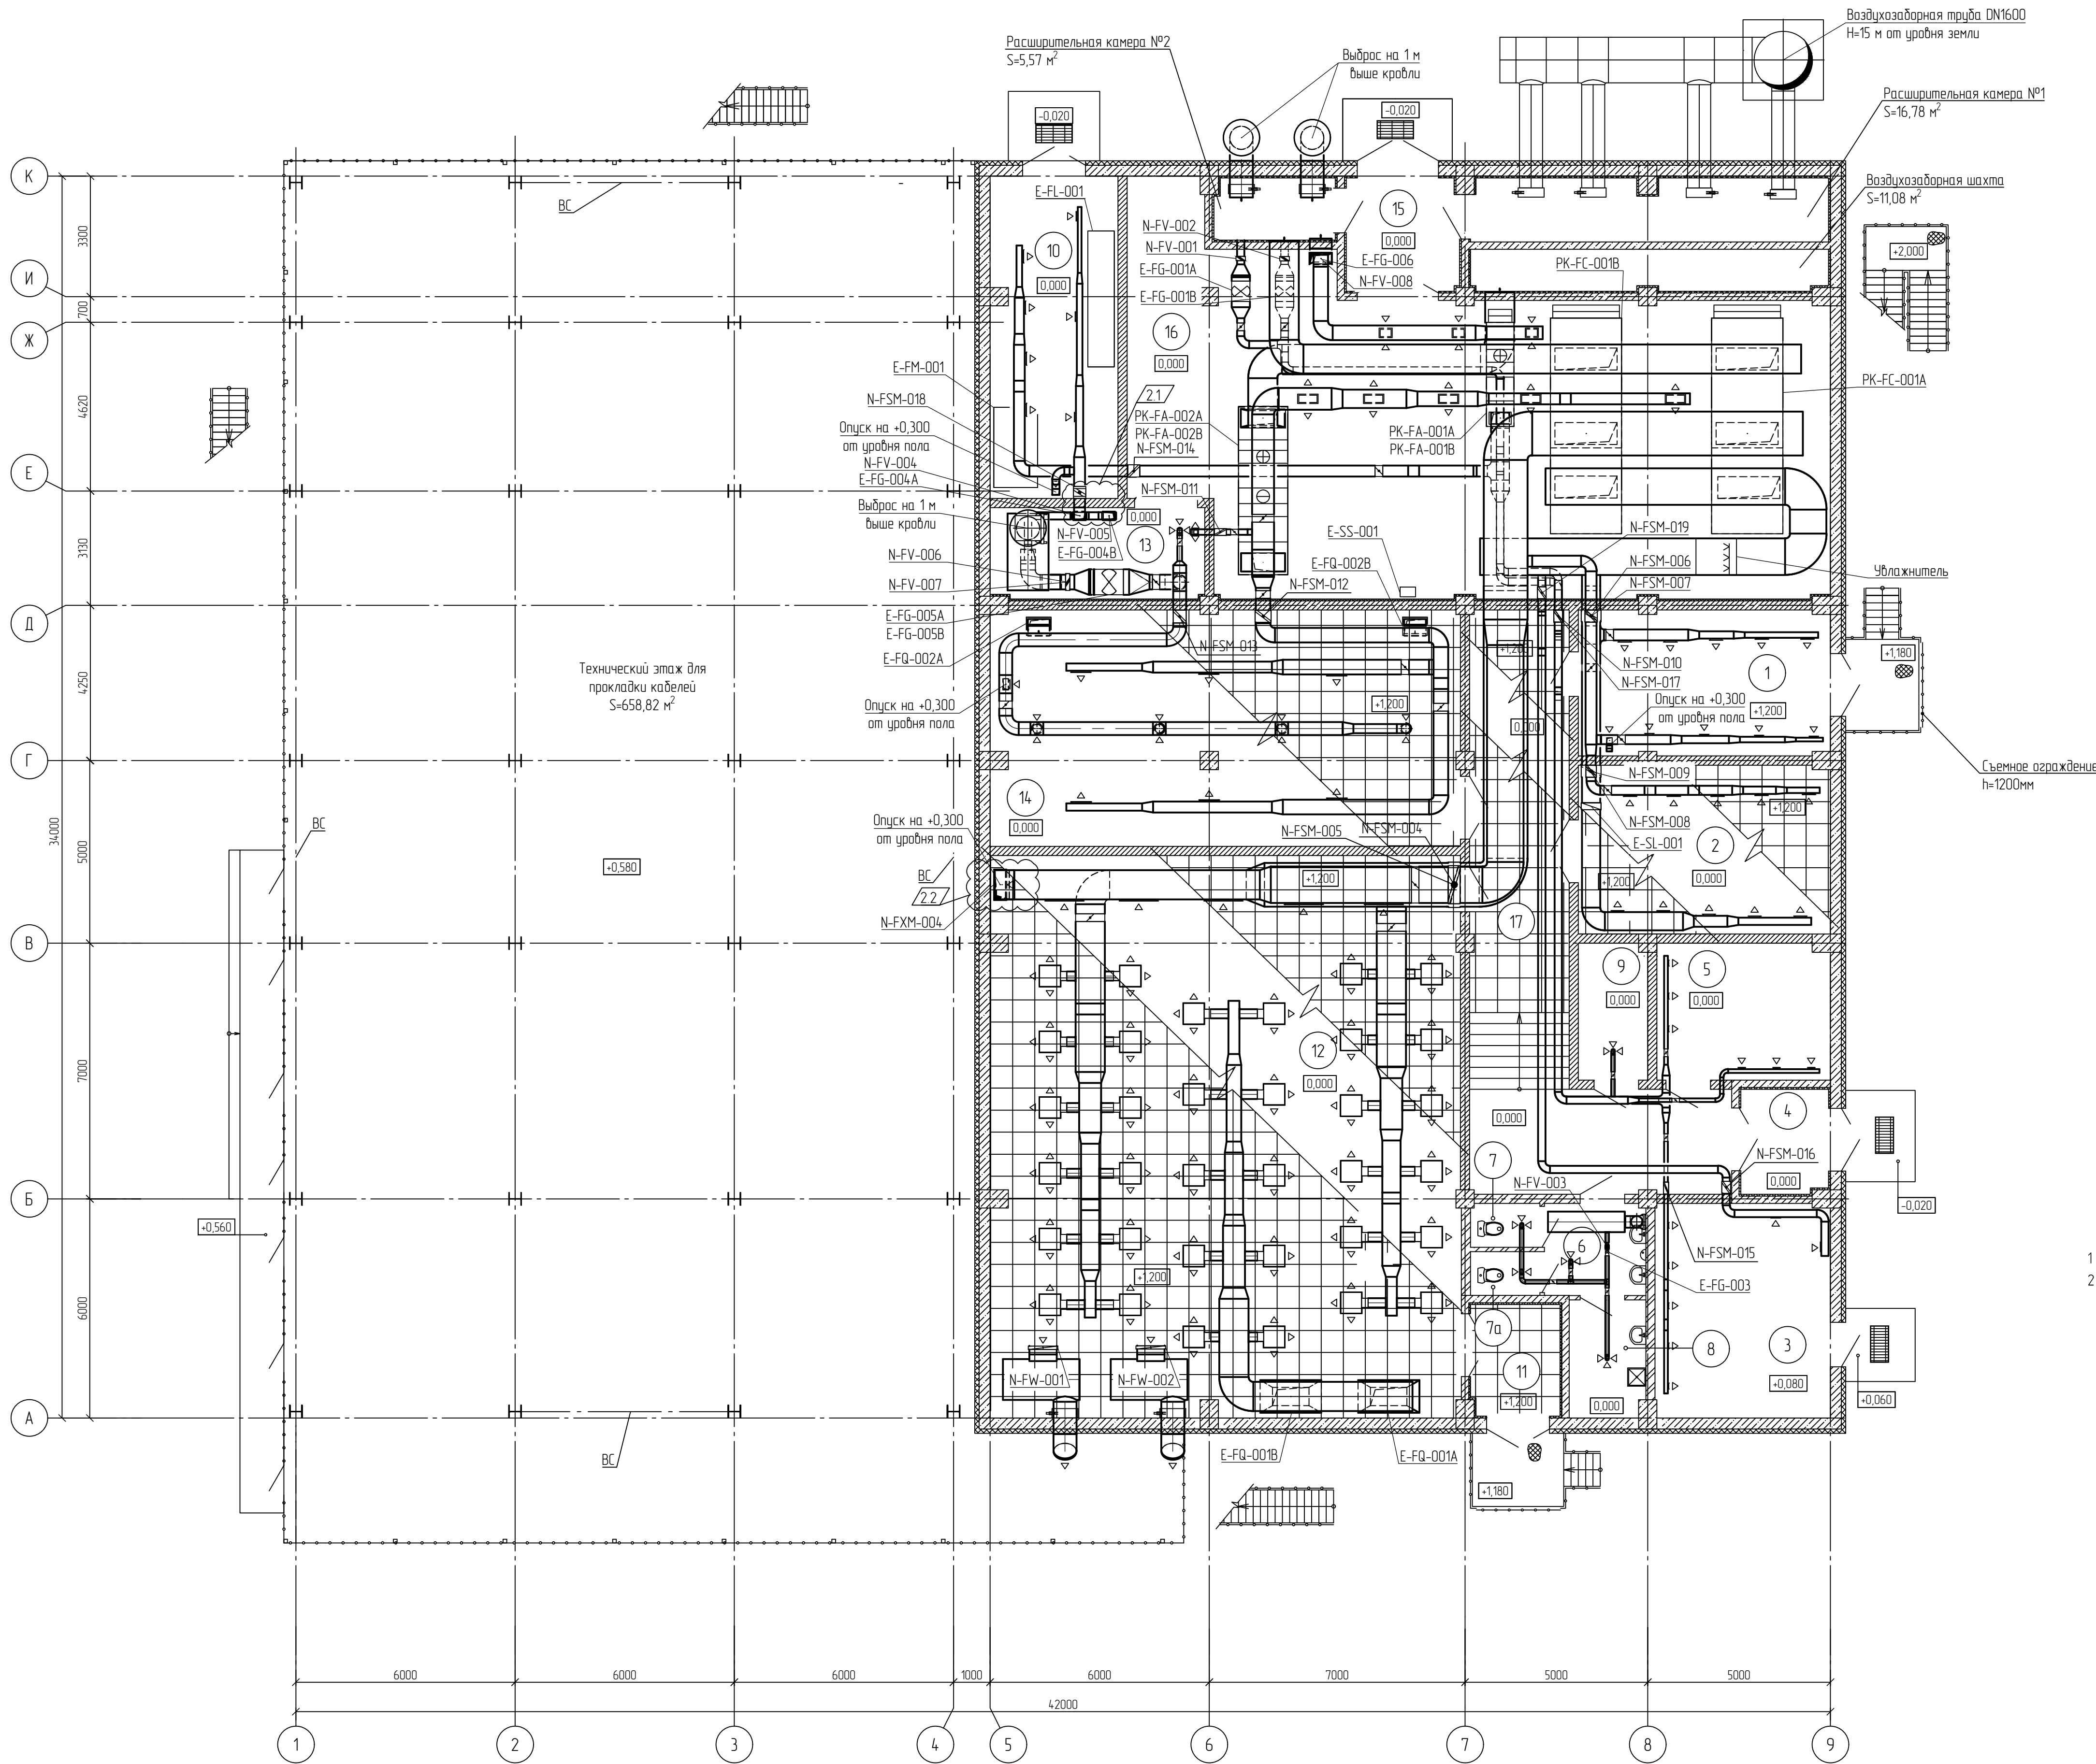 Воздухозаборная труба DN1600
H=15 м от уровня земли
Расширительная камера №2
S=5,57 м²
Выброс на 1 м
выше кровли
Расширительная камера №1
S=16,78 м²
-0,020
-0,020
К
ВС
E-FL-001
15
0,000
Воздухозаборная шахта
S=11,08 м²
N-FV-002
N-FV-001
E-FG-001A
E-FG-001B
E-FG-006
N-FV-008
PK-FC-001B
+2,000
3300
10
0,000
И
700
Ж
16
0,000
E-FM-001
N-FSM-018
Опуск на +0,300
от уровня пола
N-FV-004
E-FG-004A
2.1
PK-FA-002A
PK-FA-002B
N-FSM-014
PK-FA-001A
PK-FA-001B
PK-FC-001A
4620
Е
N-FSM-011
Выброс на 1 м
выше кровли
0,000
13
N-FV-005
E-FG-004B
N-FV-006
N-FV-007
E-SS-001
E-FQ-002B
N-FSM-012
N-FSM-019
N-FSM-006
N-FSM-007
Увлажнитель
3130
Д
E-FG-005A
E-FG-005B
E-FQ-002A
N-FSM-013
+1,200
N-FSM-010
N-FSM-017
Опуск на +0,300
от уровня пола
1
+1,200
+1,180
Технический этаж для
прокладки кабелей
S=658,82 м²
4250
Опуск на +0,300
от уровня пола
+1,200
0,000
Г
Съемное ограждение
h=1200мм
14
0,000
N-FSM-009
N-FSM-008
E-SL-001
+1,200
2
0,000
+1,200
ВС
34000
5000
+0,580
Опуск на +0,300
от уровня пола
ВС
2.2
N-FXM-004
N-FSM-005
N-FSM-004
+1,200
17
В
9
0,000
5
0,000
7000
12
0,000
0,000
4
N-FSM-016
0,000
7
N-FV-003
Б
+0,560
-0,020
6
N-FSM-015
E-FG-003
+1,200
6000
7а
8
3
+0,080
+0,060
11
+1,200
0,000
N-FW-001
N-FW-002
А
ВС
E-FQ-001B
E-FQ-001A
+1,180
1
2
6000
6000
6000
1000
6000
7000
5000
5000
42000
1
2
3
4
5
6
7
8
9